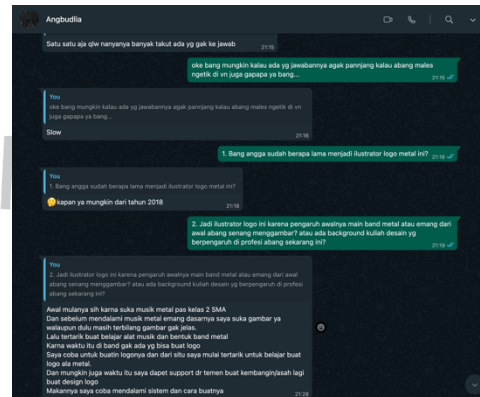 Angbudlia
Satu satu aja qlw nanyanya banyak takut ada yg gak ke jawab
21:15
oke bang mungkin kalau ada yg jawabannya agak pannjang kalau abang males
ngetik di vn juga gapapa ya bang...
21:15
You
oke bang mungkin kalau ada yg jawabannya agak pannjang kalau abang males ngetik di vn
juga gapapa ya bang...
Slow
21:16
1. Bang angga sudah berapa lama menjadi ilustrator logo metal ini?
21:16
You
1. Bang angga sudah berapa lama menjadi ilustrator logo metal ini?
🤔kapan ya mungkin dari tahun 2018
21:18
2. Jadi ilustrator logo ini karena pengaruh awalnya main band metal atau emang dari
awal abang senang menggambar? atau ada background kuliah desain yg
berpengaruh di profesi abang sekarang ini?
21:19
You
2. Jadi ilustrator logo ini karena pengaruh awalnya main band metal atau emang dari awal
abang senang menggambar? atau ada background kuliah desain yg berpengaruh di profesi
abang sekarang ini?
Awal mulanya sih karna suka musik metal pas kelas 2 SMA
Dan sebelum mendalami musik metal emang dasarnya saya suka gambar ya
walaupun dulu masih terbilang gambar gak jelas.
Lalu tertarik buat belajar alat musik dan bentuk band metal
Karna waktu itu di band gak ada yg bisa buat logo
Saya coba untuk buatin logonya dan dari situ saya mulai tertarik untuk belajar buat
logo ala metal.
Dan mungkin juga waktu itu saya dapet support dr temen buat kembangin/asah lagi
buat design logo
Makannya saya coba mendalami sistem dan cara buatnya
21:28